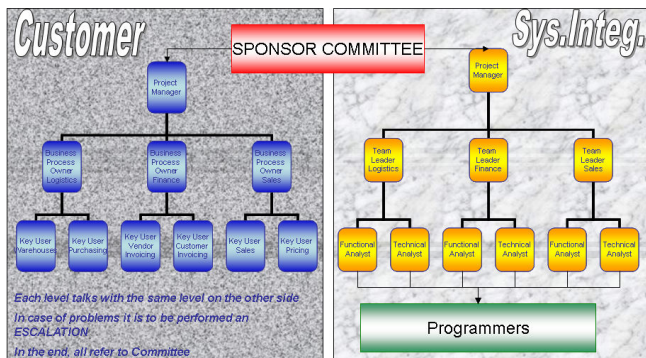 Customer
SPONSOR COMMITTEE
Sys.Integ.
Project
Manager
Project
Manager
Business
Process
Owner
Logistics
Business
Process
Owner
Finance
Business
Process
Owner
Sales
Team
Leader
Logistics
Team
Leader
Finance
Team
Leader
Sales
Key User
Warehouses
Key User
Purchasing
Key User
Vendor
Invoicing
Key User
Customer
Invoicing
Key User
Sales
Key User
Pricing
Functional
Analyst
Technical
Analyst
Functional
Analyst
Technical
Analyst
Functional
Analyst
Technical
Analyst
Each level talks with the same level on the other side
In case of problems it is to be performed an
ESCALATION
In the end, all refer to Committee
Programmers